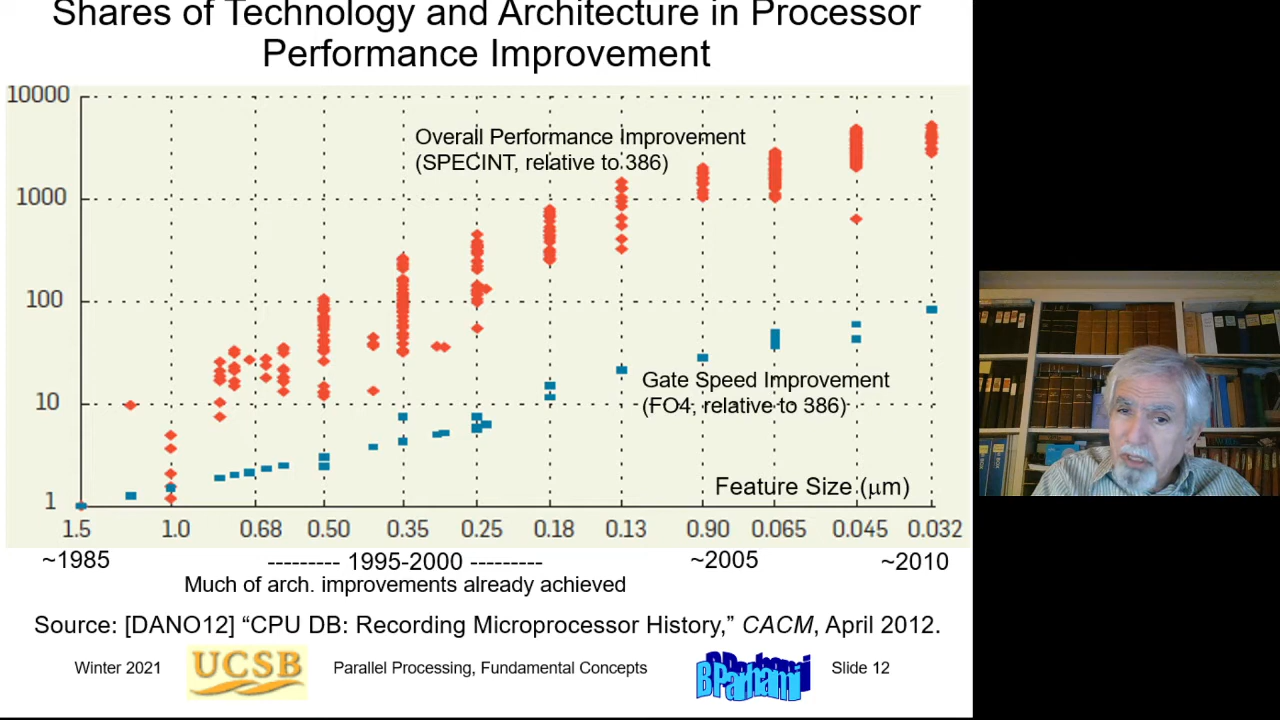 Shares of Technology and Architecture in Processor
Performance Improvement
10000
Overall Performance Improvement
(SPECINT, relative to 386)
1000
100
Gate Speed Improvement
(FO4, relative to 386)
10
Feature Size (μm)
1
1.5 1.0 0.68 0.50 0.35 0.25 0.18 0.13 0.90 0.065 0.045 0.032
~1985 --------- 1995-2000 --------- ~2005 ~2010
Much of arch. improvements already achieved
Source: [DANO12] “CPU DB: Recording Microprocessor History,” CACM, April 2012.
Winter 2021 UCSB Parallel Processing, Fundamental Concepts BParhami Slide 12